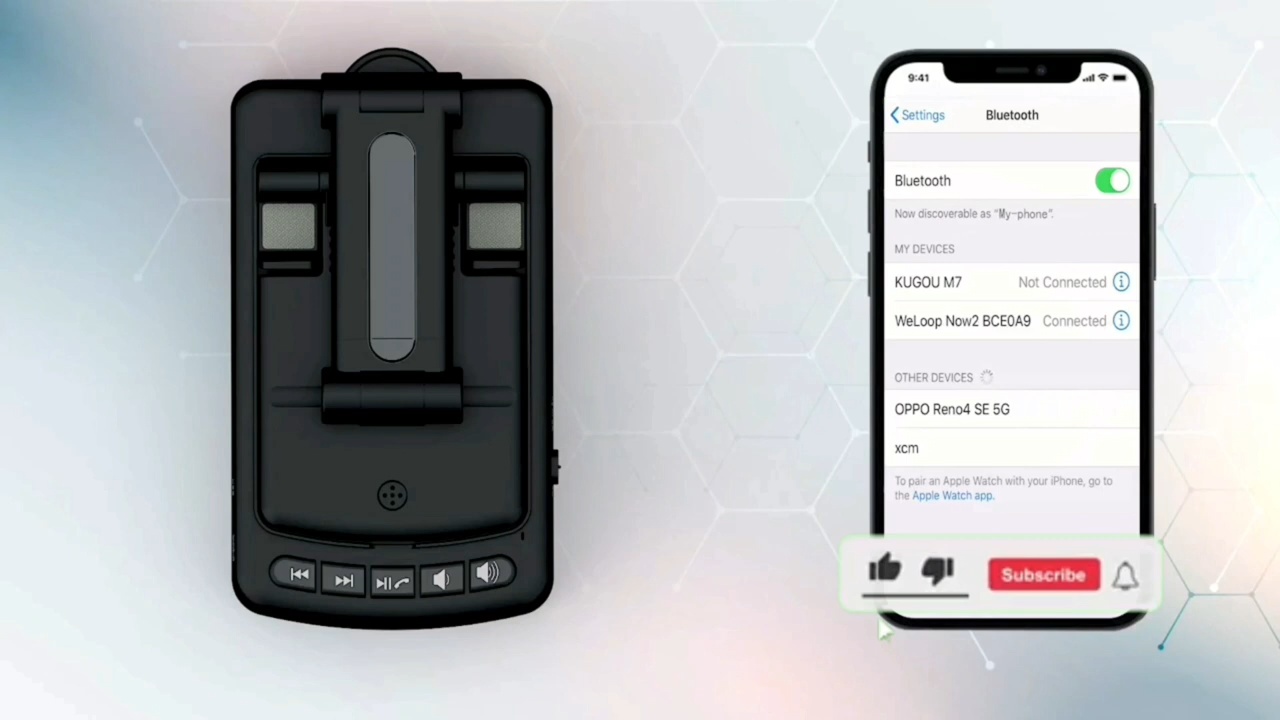 9:41
Settings
Bluetooth
Bluetooth
Now discoverable as “My-phone”.
MY DEVICES
KUGOU M7 Not Connected
WeLoop Now2 BCE0A9 Connected
OTHER DEVICES
OPPO Reno4 SE 5G
xcm
To pair an Apple Watch with your iPhone, go to
the Apple Watch app.
Subscribe